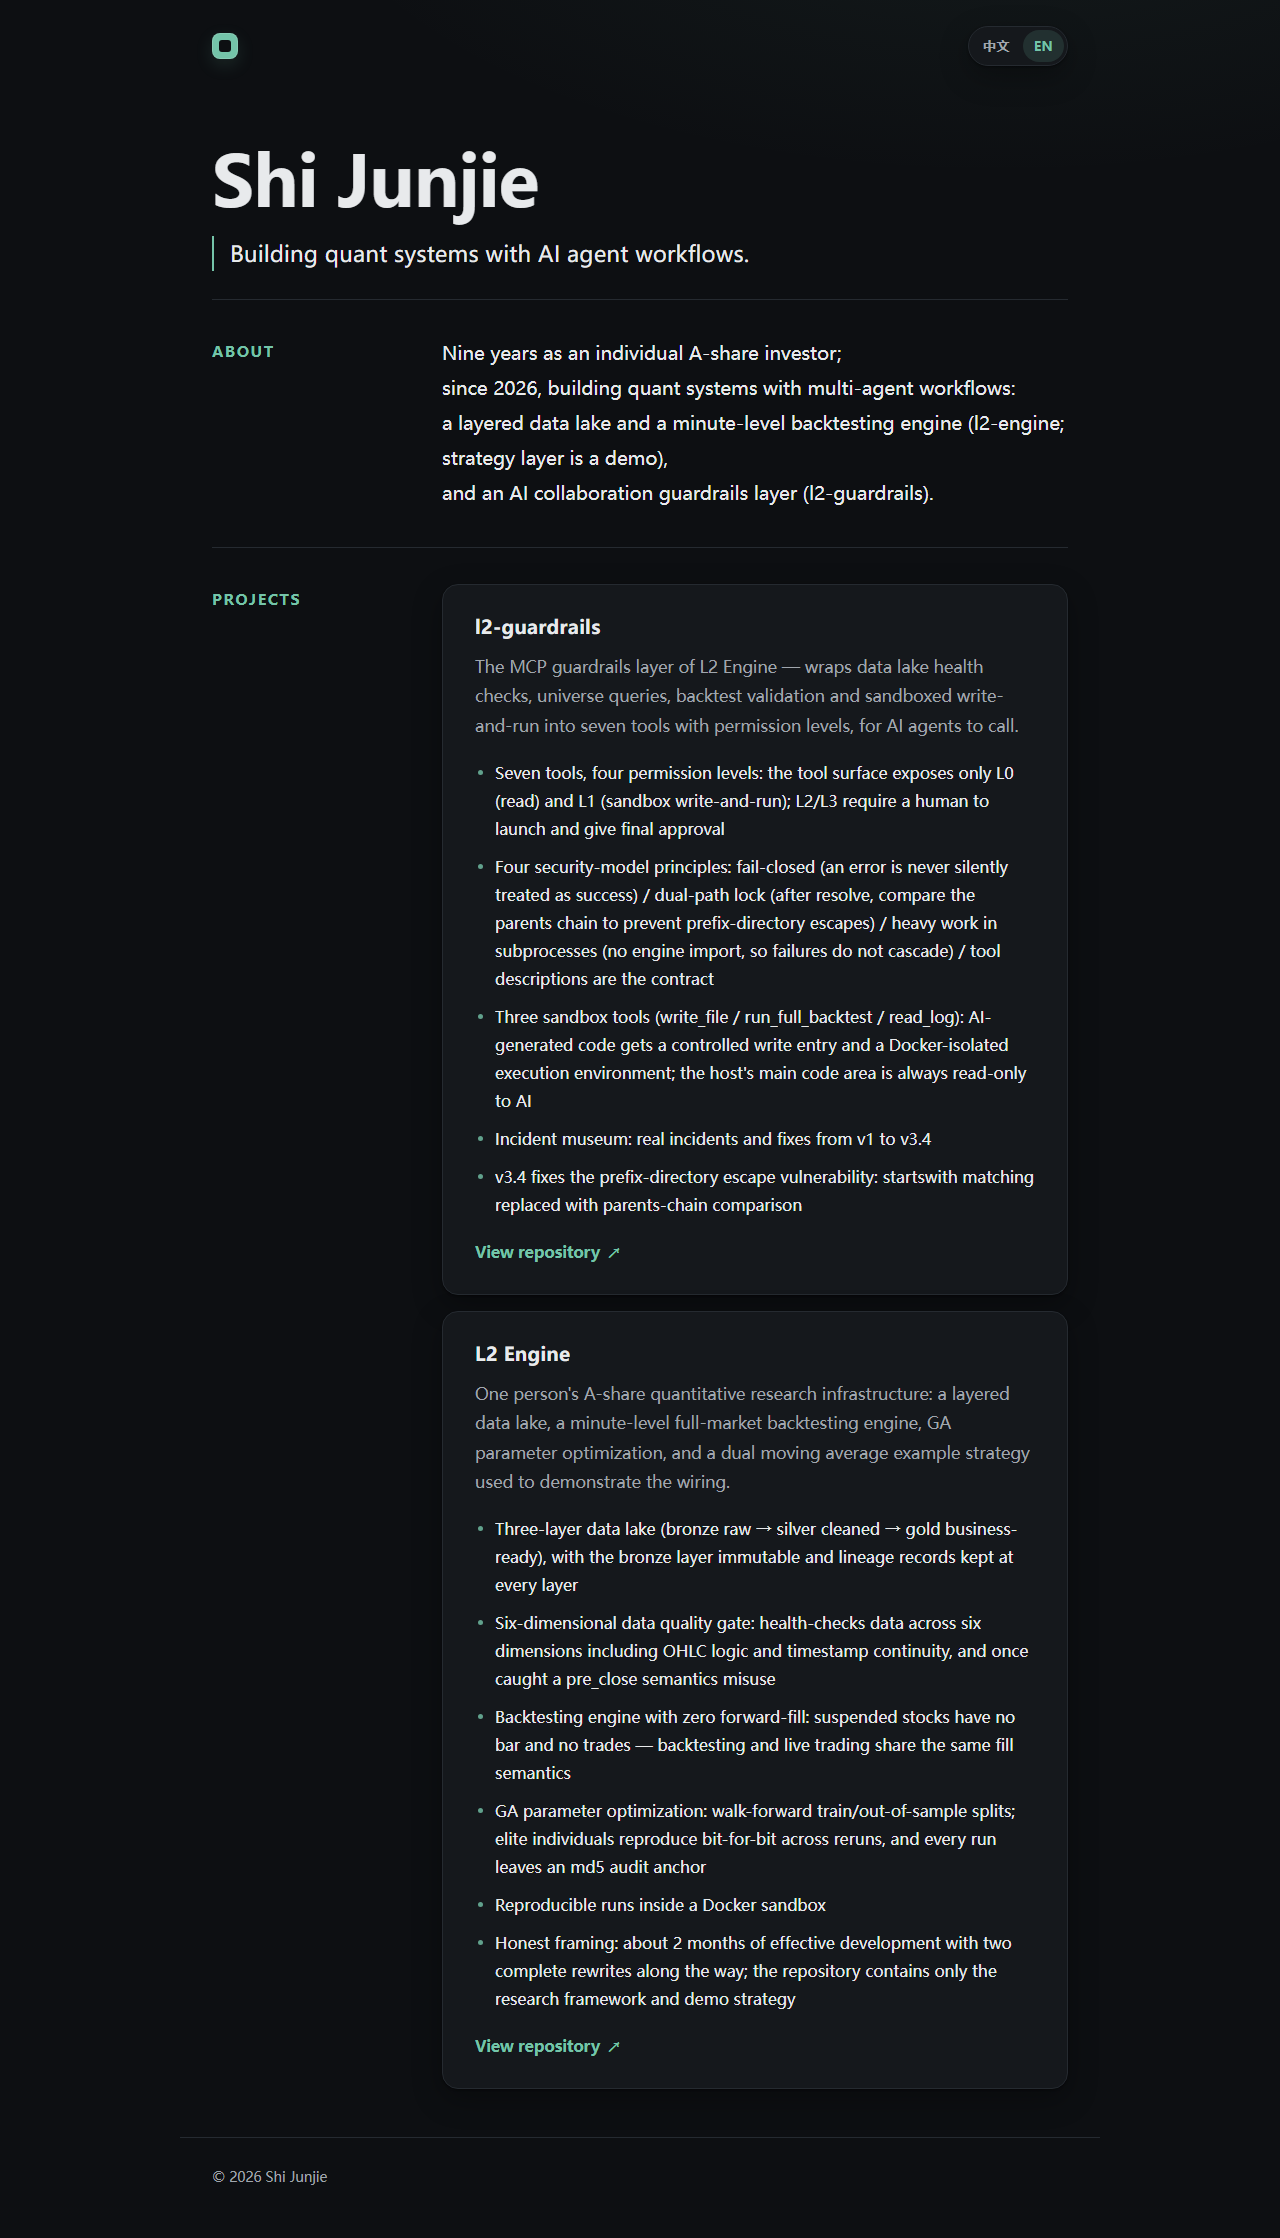 中文 EN
Shi Junjie
Building quant systems with AI agent workflows.
ABOUT
Nine years as an individual A-share investor;
since 2026, building quant systems with multi-agent workflows:
a layered data lake and a minute-level backtesting engine (l2-engine;
strategy layer is a demo),
and an AI collaboration guardrails layer (l2-guardrails).
PROJECTS
l2-guardrails
The MCP guardrails layer of L2 Engine — wraps data lake health
checks, universe queries, backtest validation and sandboxed write-
and-run into seven tools with permission levels, for AI agents to call.
• Seven tools, four permission levels: the tool surface exposes only L0
(read) and L1 (sandbox write-and-run); L2/L3 require a human to
launch and give final approval
• Four security-model principles: fail-closed (an error is never silently
treated as success) / dual-path lock (after resolve, compare the
parents chain to prevent prefix-directory escapes) / heavy work in
subprocesses (no engine import, so failures do not cascade) / tool
descriptions are the contract
• Three sandbox tools (write_file / run_full_backtest / read_log): AI-
generated code gets a controlled write entry and a Docker-isolated
execution environment; the host's main code area is always read-only
to AI
• Incident museum: real incidents and fixes from v1 to v3.4
• v3.4 fixes the prefix-directory escape vulnerability: startswith matching
replaced with parents-chain comparison
View repository ↗
L2 Engine
One person's A-share quantitative research infrastructure: a layered
data lake, a minute-level full-market backtesting engine, GA
parameter optimization, and a dual moving average example strategy
used to demonstrate the wiring.
• Three-layer data lake (bronze raw → silver cleaned → gold business-
ready), with the bronze layer immutable and lineage records kept at
every layer
• Six-dimensional data quality gate: health-checks data across six
dimensions including OHLC logic and timestamp continuity, and once
caught a pre_close semantics misuse
• Backtesting engine with zero forward-fill: suspended stocks have no
bar and no trades — backtesting and live trading share the same fill
semantics
• GA parameter optimization: walk-forward train/out-of-sample splits;
elite individuals reproduce bit-for-bit across reruns, and every run
leaves an md5 audit anchor
• Reproducible runs inside a Docker sandbox
• Honest framing: about 2 months of effective development with two
complete rewrites along the way; the repository contains only the
research framework and demo strategy
View repository ↗
© 2026 Shi Junjie